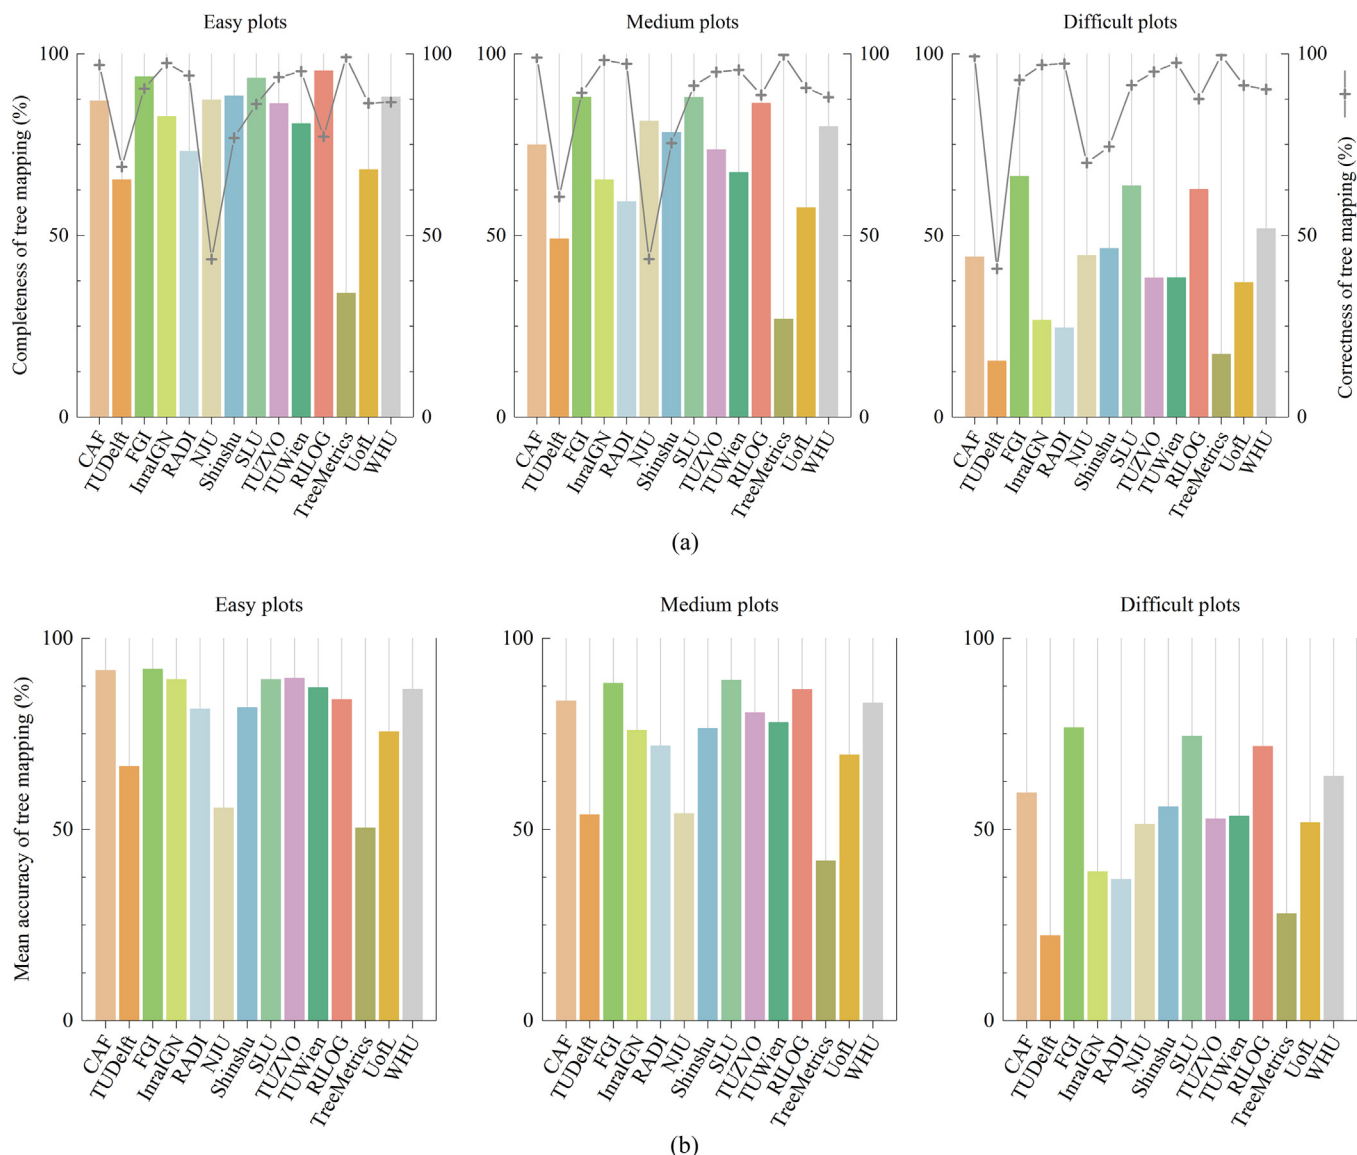 Easy plots
Medium plots
Difficult plots
Completeness of tree mapping (%)
100
50
0
100
50
0
100
50
0
100
50
0
100
50
0
100
50
0
Correctness of tree mapping (%)
CAF
TUDelft
FGI
InraIGN
RADI
NJU
Shinshu
SLU
TUZVO
TUWien
RILOG
TreeMetrics
UofL
WHU
CAF
TUDelft
FGI
InraIGN
RADI
NJU
Shinshu
SLU
TUZVO
TUWien
RILOG
TreeMetrics
UofL
WHU
CAF
TUDelft
FGI
InraIGN
RADI
NJU
Shinshu
SLU
TUZVO
TUWien
RILOG
TreeMetrics
UofL
WHU
(a)
Easy plots
Medium plots
Difficult plots
Mean accuracy of tree mapping (%)
100
50
0
100
50
0
100
50
0
CAF
TUDelft
FGI
InraIGN
RADI
NJU
Shinshu
SLU
TUZVO
TUWien
RILOG
TreeMetrics
UofL
WHU
CAF
TUDelft
FGI
InraIGN
RADI
NJU
Shinshu
SLU
TUZVO
TUWien
RILOG
TreeMetrics
UofL
WHU
CAF
TUDelft
FGI
InraIGN
RADI
NJU
Shinshu
SLU
TUZVO
TUWien
RILOG
TreeMetrics
UofL
WHU
(b)